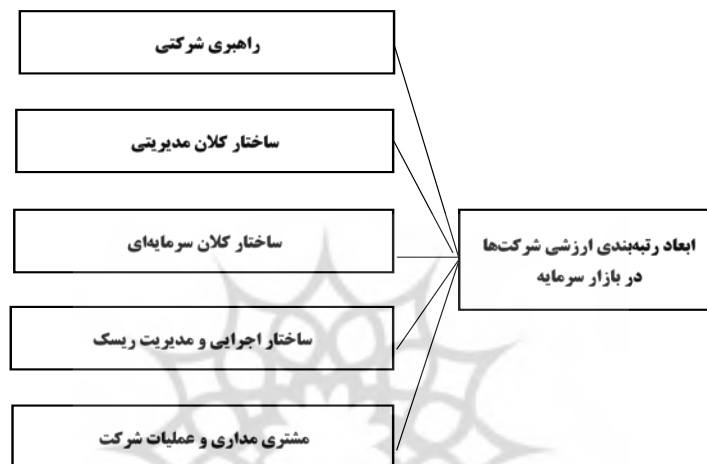 راهبری شرکتی
ساختار کلان مدیریتی
ساختار کلان سرمایه‌ای
ساختار اجرایی و مدیریت ریسک
مشتری مداری و عملیات شرکت
ابعاد رتبه‌بندی ارزشی شرکت‌ها
در بازار سرمایه